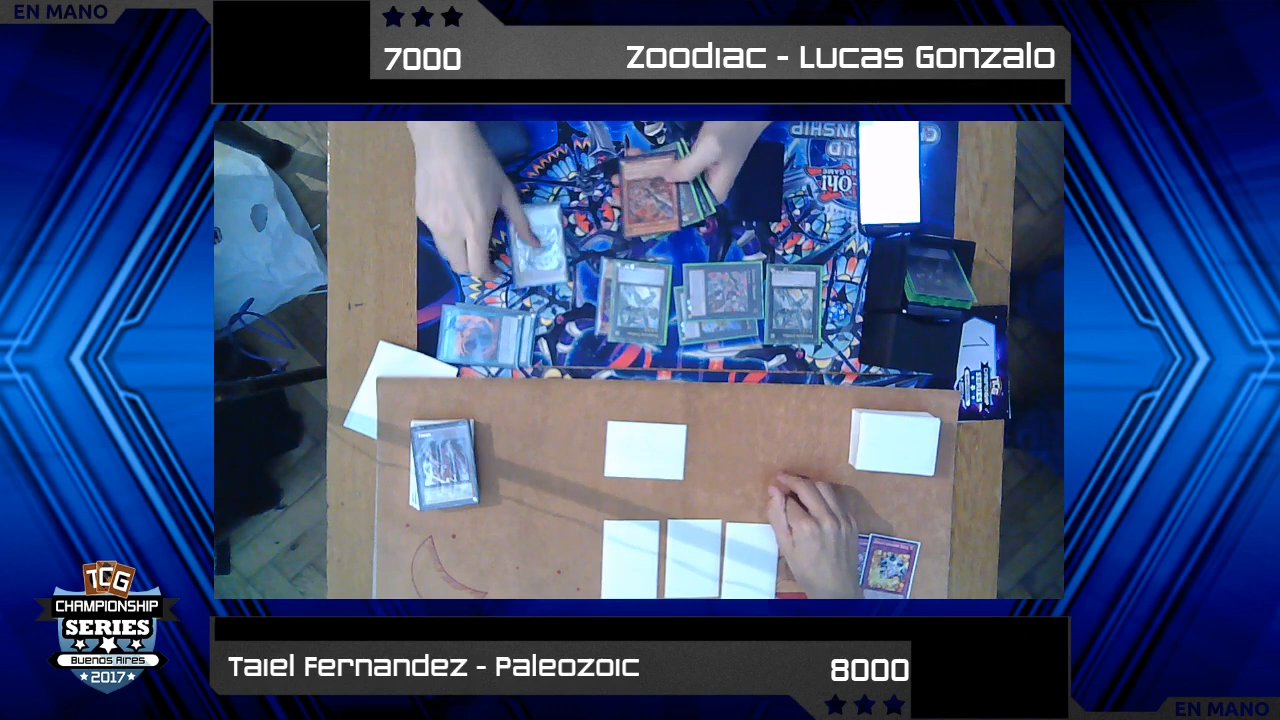 EN MANO
7000
Zoodiac - Lucas Gonzalo
TCG
CHAMPIONSHIP
SERIES
Buenos Aires
2017
Taiel Fernandez - Paleozoic
8000
EN MANO